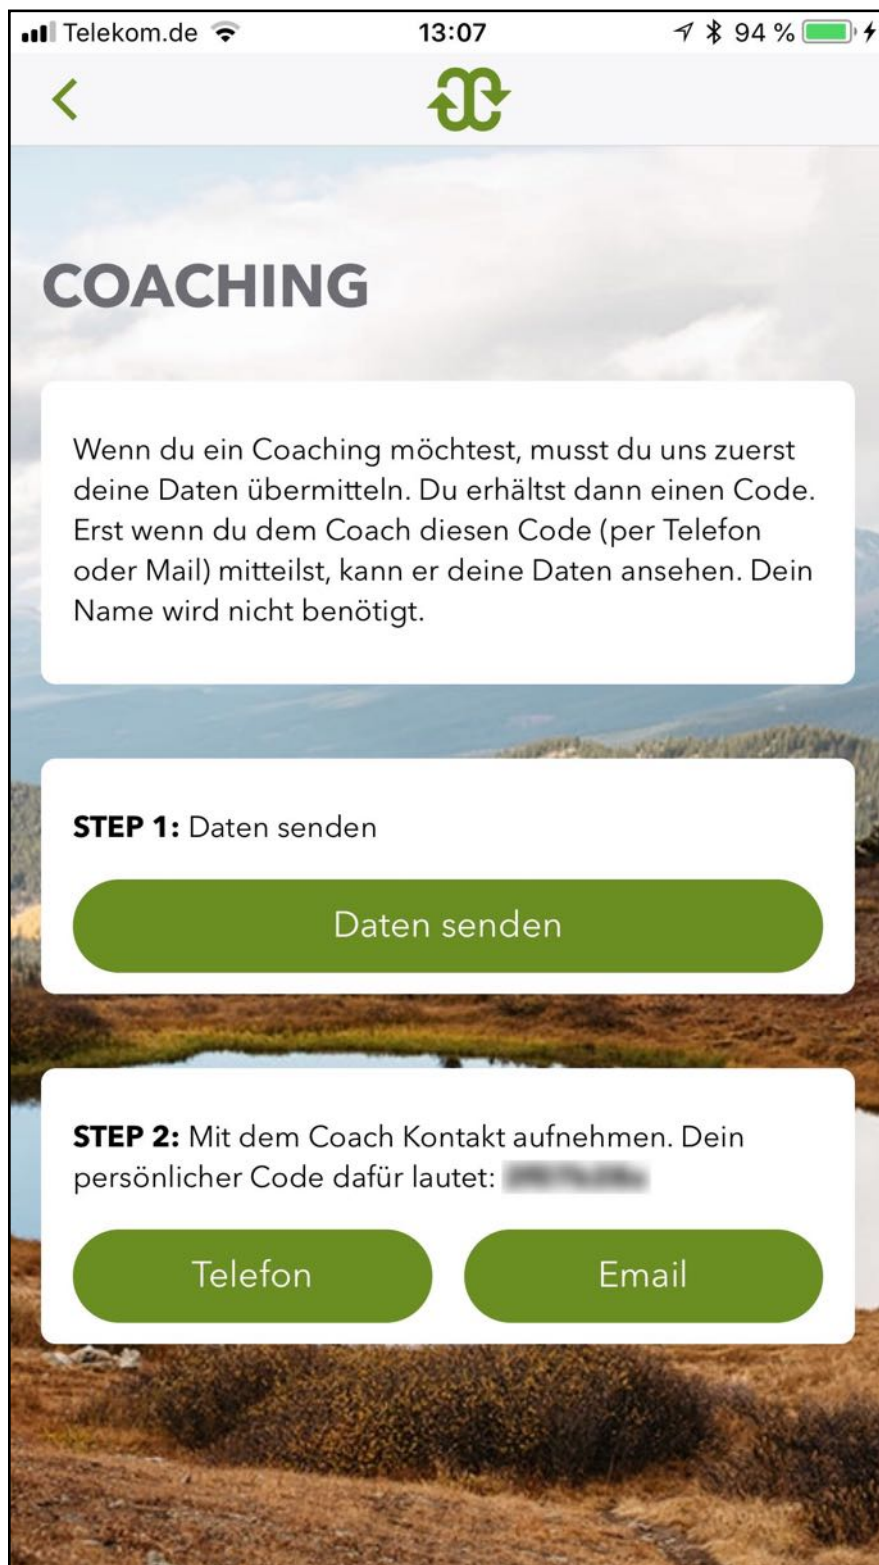 Telekom.de 13:07 94 %
COACHING
Wenn du ein Coaching möchtest, musst du uns zuerst
deine Daten übermitteln. Du erhältst dann einen Code.
Erst wenn du dem Coach diesen Code (per Telefon
oder Mail) mitteilst, kann er deine Daten ansehen. Dein
Name wird nicht benötigt.
STEP 1: Daten senden
Daten senden
STEP 2: Mit dem Coach Kontakt aufnehmen. Dein
persönlicher Code dafür lautet:
Telefon Email